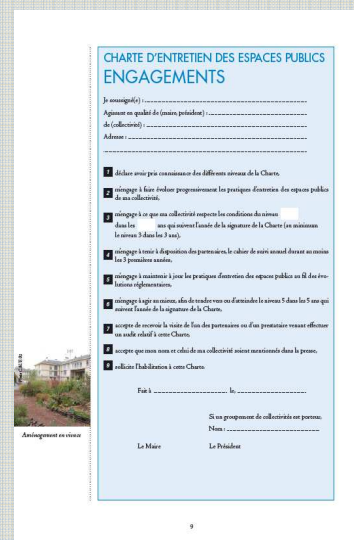 CHARTE D'ENTRETIEN DES ESPACES PUBLICS
ENGAGEMENTS
Je soussigné(e) :
Agissant en qualité de (maire, président) :
de (collectivité) :
Adresse :
1 déclare avoir pris connaissance des différents niveaux de la Charte,
2 m'engage à faire évoluer progressivement les pratiques d'entretien des espaces publics
de ma collectivité,
3 m'engage à ce que ma collectivité respecte les conditions du niveau
dans les ans qui suivent l'année de la signature de la Charte (au minimum
le niveau 3 dans les 3 ans),
4 m'engage à tenir à disposition des partenaires, le cahier de suivi annuel durant au moins
les 3 premières années,
5 m'engage à maintenir à jour les pratiques d'entretien des espaces publics au fil des évo-
lutions réglementaires,
6 m'engage à agir au mieux, afin de tendre vers ou d'atteindre le niveau 5 dans les 5 ans qui
suivent l'année de la signature de la Charte,
7 accepte de recevoir la visite de l'un des partenaires ou d'un prestataire venant effectuer
un audit relatif à cette Charte,
8 accepte que mon nom et celui de ma collectivité soient mentionnés dans la presse,
9 sollicite l'habilitation à cette Charte.
Fait à le,
Si un groupement de collectivités est porteur,
Nom :
Le Maire Le Président
Aménagement en vivaces
9